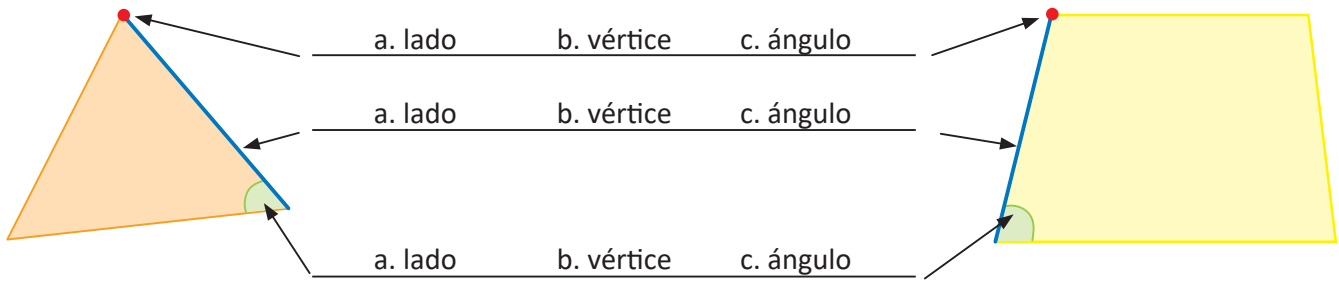 a. lado b. vértice c. ángulo
a. lado b. vértice c. ángulo
a. lado b. vértice c. ángulo